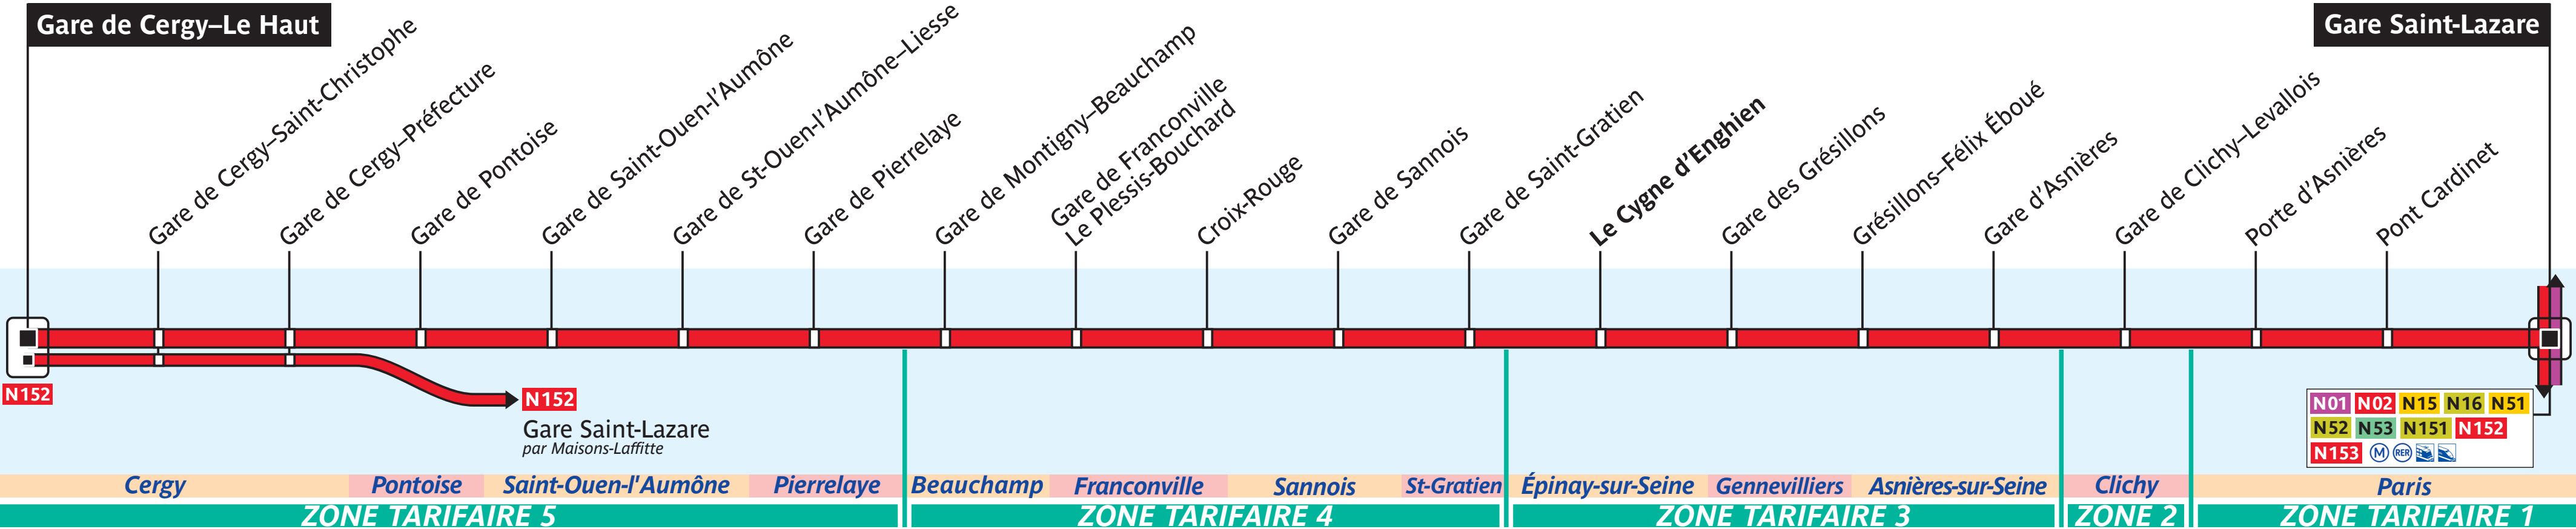 Gare de Cergy–Le Haut
Gare de Cergy–Saint-Christophe
Gare de Cergy–Préfecture
Gare de Pontoise
Gare de Saint-Ouen-l'Aumône
Gare de St-Ouen-l'Aumône–Liesse
Gare de Pierrelaye
Gare de Montigny–Beauchamp
Gare de Franconville
Le Plessis-Bouchard
Croix-Rouge
Gare de Sannois
Gare de Saint-Gratien
Le Cygne d'Enghien
Gare des Grésillons
Grésillons–Félix Éboué
Gare d'Asnières
Gare de Clichy–Levallois
Porte d'Asnières
Pont Cardinet
Gare Saint-Lazare
N152
N152
Gare Saint-Lazare
par Maisons-Laffitte
N01 N02 N15 N16 N51
N52 N53 N151 N152
N153 M RER
Cergy Pontoise Saint-Ouen-l'Aumône Pierrelaye Beauchamp Franconville Sannois St-Gratien Épinay-sur-Seine Gennevilliers Asnières-sur-Seine Clichy Paris
ZONE TARIFAIRE 5 ZONE TARIFAIRE 4 ZONE TARIFAIRE 3 ZONE 2 ZONE TARIFAIRE 1